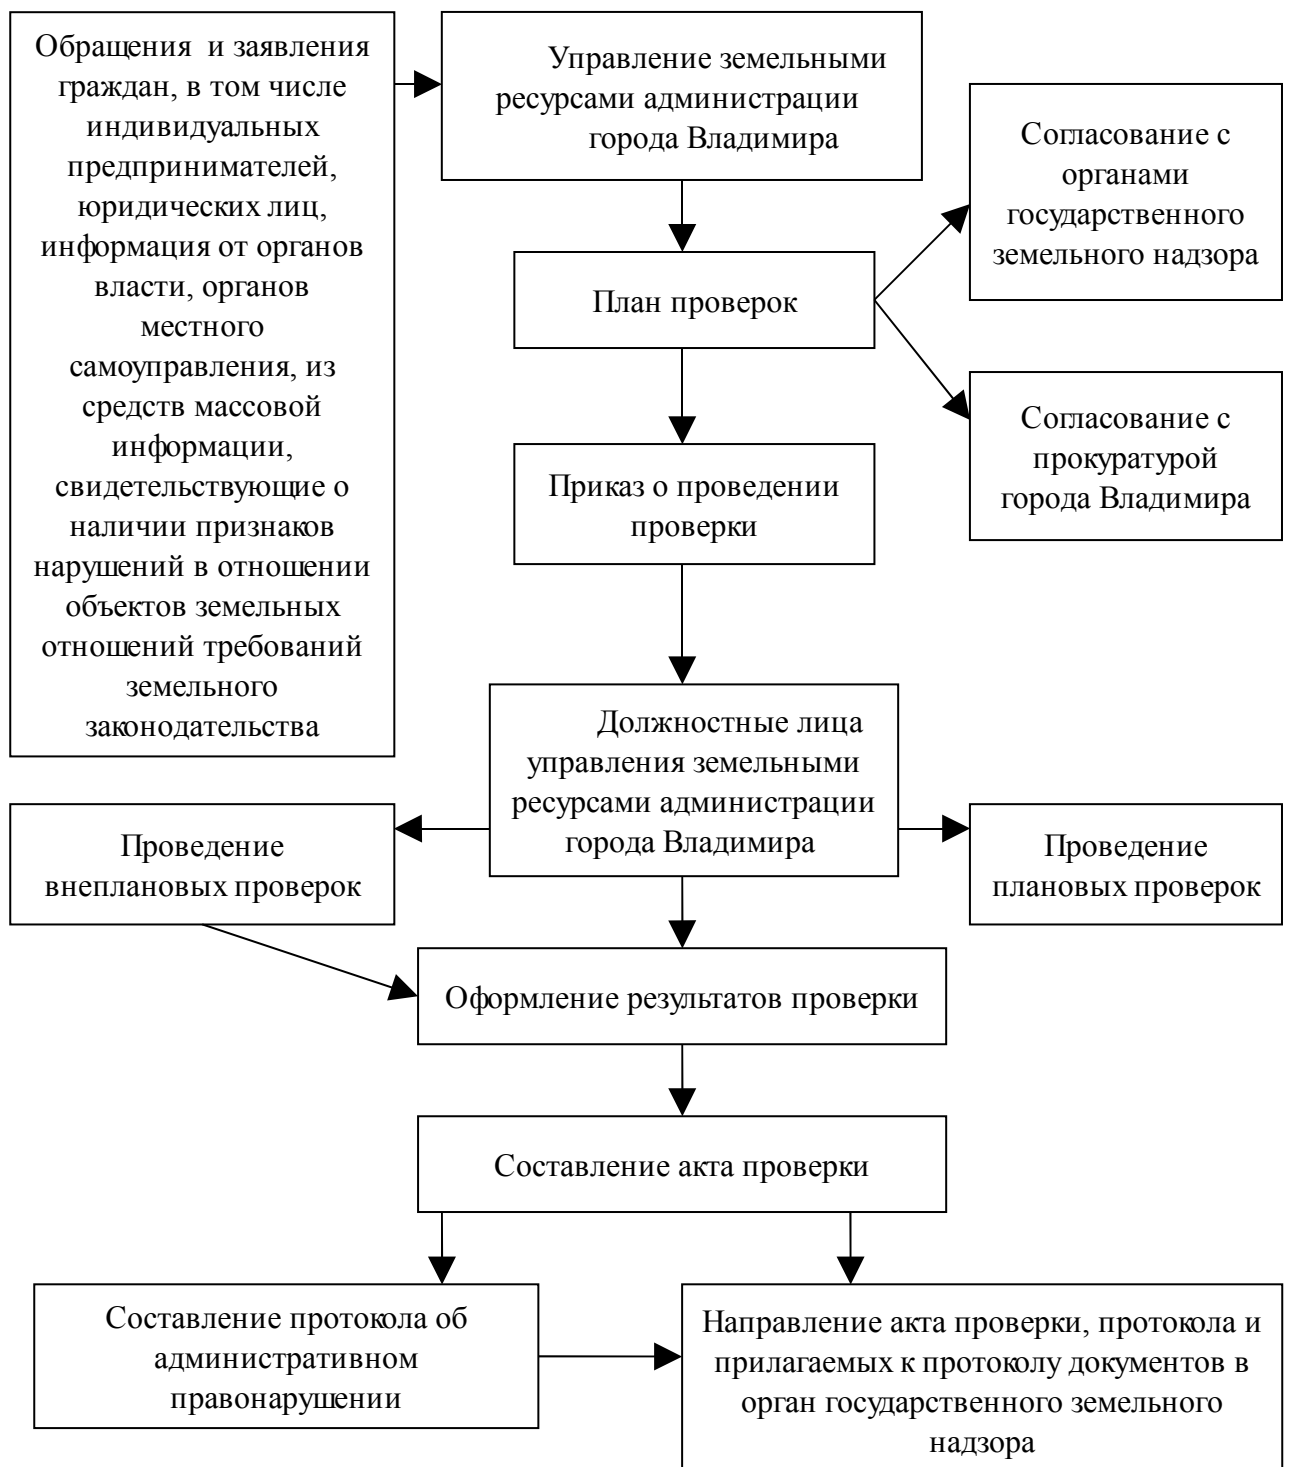 Обращения и заявления
граждан, в том числе
индивидуальных
предпринимателей,
юридических лиц,
информация от органов
власти, органов
местного
самоуправления, из
средств массовой
информации,
свидетельствующие о
наличии признаков
нарушений в отношении
объектов земельных
отношений требований
земельного
законодательства
Управление земельными
ресурсами администрации
города Владимира
Согласование с
органами
государственного
земельного надзора
План проверок
Согласование с
прокуратурой
города Владимира
Приказ о проведении
проверки
Должностные лица
управления земельными
ресурсами администрации
города Владимира
Проведение
внеплановых проверок
Проведение
плановых проверок
Оформление результатов проверки
Составление акта проверки
Составление протокола об
административном
правонарушении
Направление акта проверки, протокола и
прилагаемых к протоколу документов в
орган государственного земельного
надзора